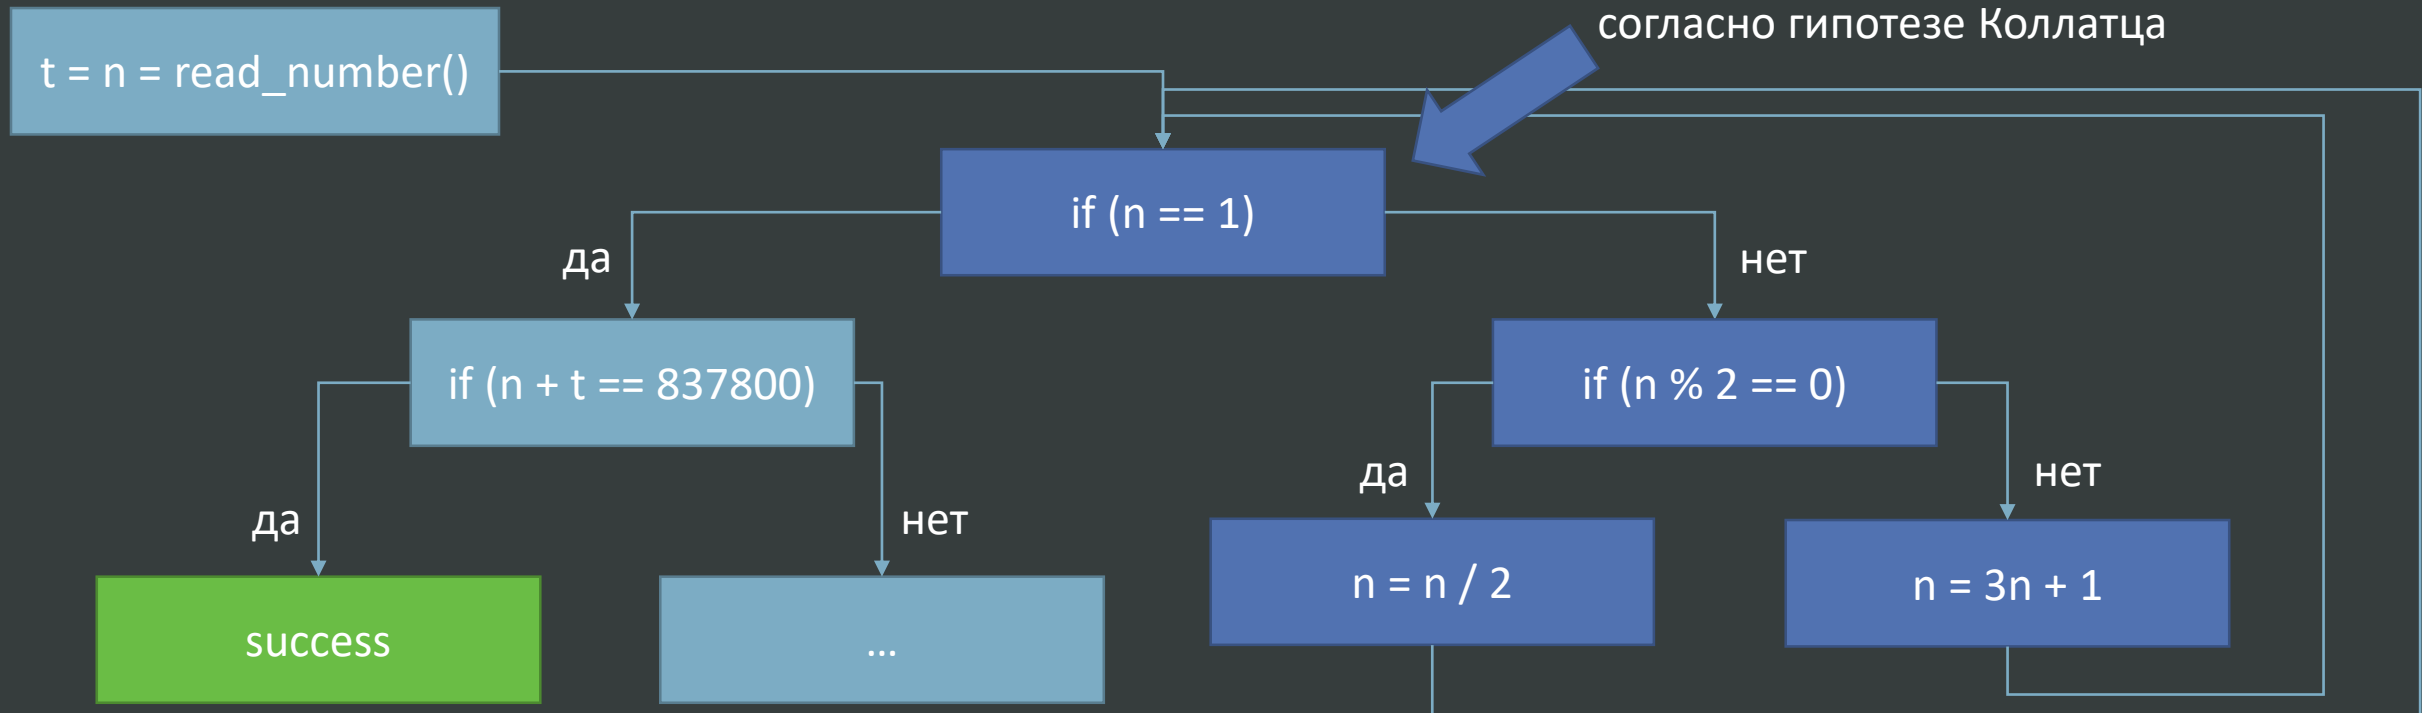 согласно гипотезе Коллатца
t = n = read_number()
if (n == 1)
да
нет
if (n + t == 837800)
if (n % 2 == 0)
да
нет
да
нет
n = n / 2
n = 3n + 1
success
...